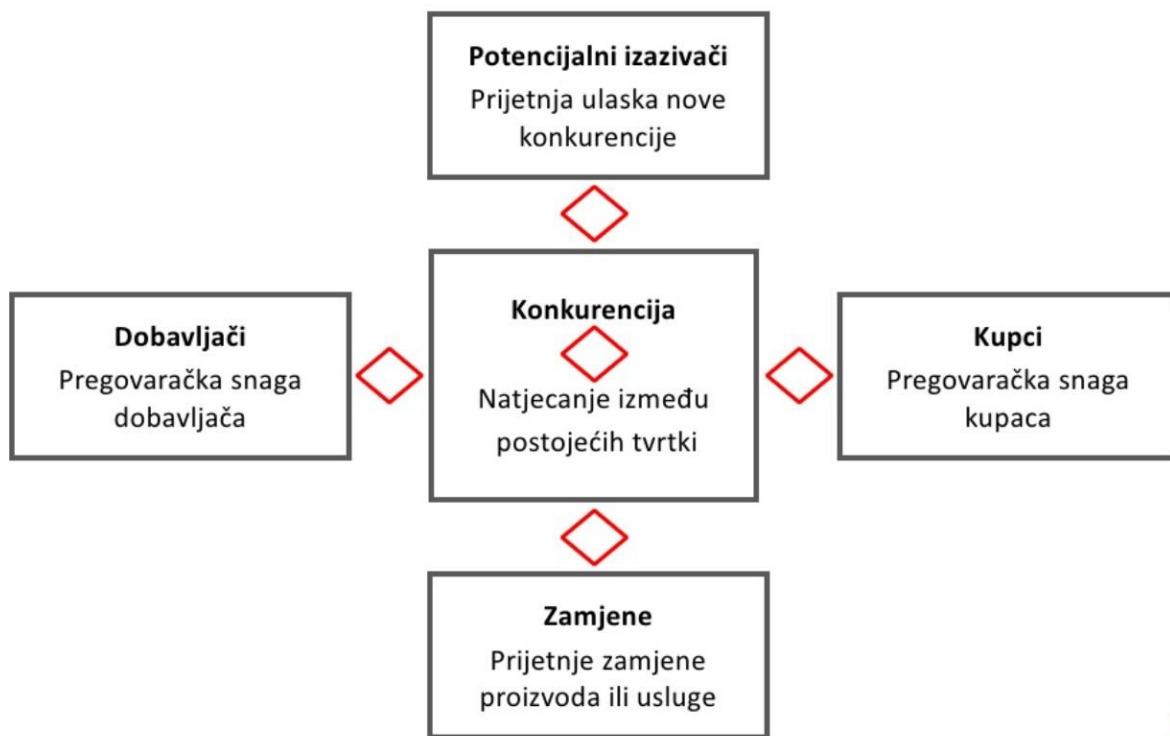 Potencijalni izazivači
Prijetnja ulaska nove
konkurencije
Dobavljači
Pregovaračka snaga
dobavljača
Konkurencija
Natjecanje između
postojećih tvrtki
Kupci
Pregovaračka snaga
kupaca
Zamjene
Prijetnje zamjene
proizvoda ili usluge